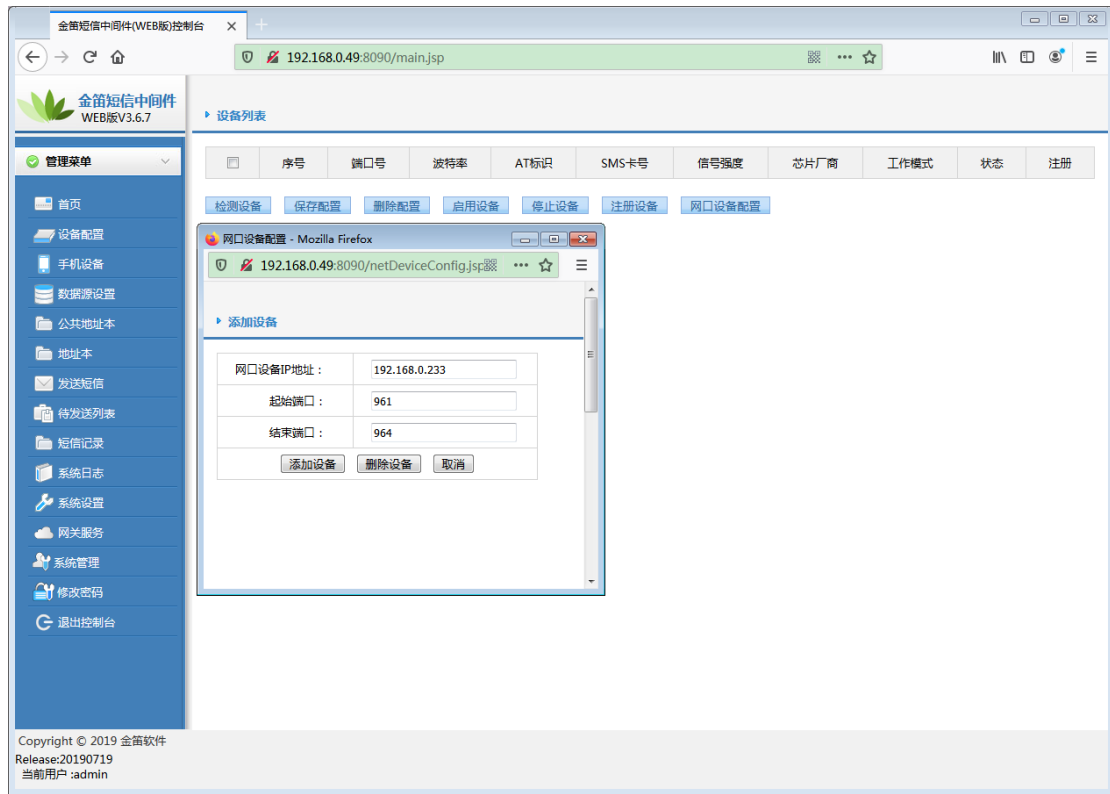 金笛短信中间件(WEB版)控制台
192.168.0.49:8090/main.jsp
金笛短信中间件
WEB版V3.6.7
设备列表
管理菜单
序号 端口号 波特率 AT标识 SMS卡号 信号强度 芯片厂商 工作模式 状态 注册
检测设备 保存配置 删除配置 启用设备 停止设备 注册设备 网口设备配置
首页
设备配置
手机设备
数据源设置
公共地址本
地址本
发送短信
待发送列表
短信记录
系统日志
系统设置
网关服务
系统管理
修改密码
退出控制台
网口设备配置 - Mozilla Firefox
192.168.0.49:8090/netDeviceConfig.jsp
添加设备
网口设备IP地址: 192.168.0.233
起始端口: 961
结束端口: 964
添加设备 删除设备 取消
Copyright © 2019 金笛软件
Release:20190719
当前用户 :admin